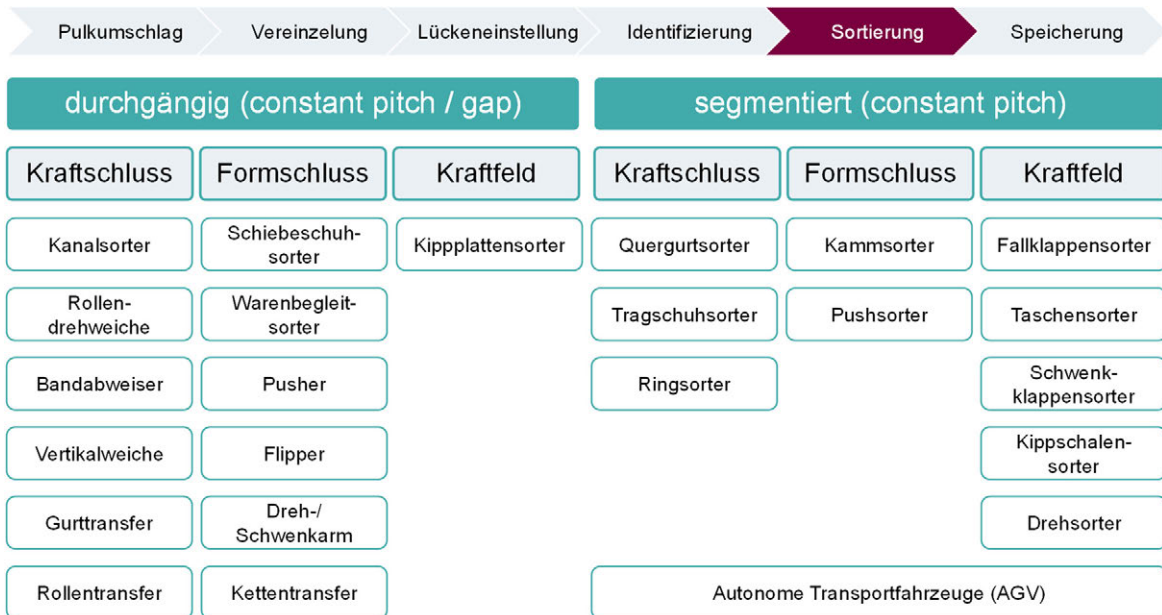 Pulkumschlag
Vereinzelung
Lückeneinstellung
Identifizierung
Sortierung
Speicherung
durchgängig (constant pitch / gap)
segmentiert (constant pitch)
Kraftschluss
Formschluss
Kraftfeld
Kraftschluss
Formschluss
Kraftfeld
Kanalsorter
Schiebeschuh-
sorter
Kippplattensorter
Quergurtsorter
Kammsorter
Fallklappensorter
Rollen-
drehweiche
Warenbegleit-
sorter
Tragschuhsorter
Pushsorter
Taschensorter
Bandabweiser
Pusher
Ringsorter
Schwenk-
klappensorter
Vertikalweiche
Flipper
Kippschalen-
sorter
Gurttransfer
Dreh-/
Schwenkarm
Drehsorter
Rollentransfer
Kettentransfer
Autonome Transportfahrzeuge (AGV)